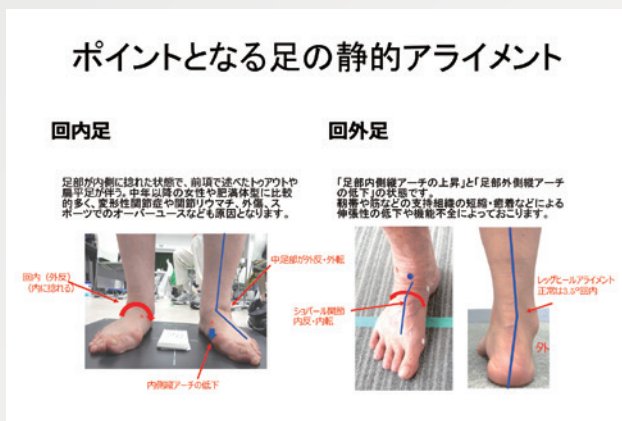 ポイントとなる足の静的アライメント
回内足
足部が内側に捻れた状態で、前項で述べたトゥアウトや
扁平足が伴う。中年以降の女性や肥満体型に比較
的多く、変形性関節症や関節リウマチ、外傷、ス
ポーツでのオーバーユースなども原因となります。
回内（外反）
（内に捻れる）
中足部が外反・外転
内側縦アーチの低下
回外足
「足部内側縦アーチの上昇」と「足部外側縦アーチ
の低下」の状態です。
靭帯や筋などの支持組織の短縮・癒着などによる
伸張性の低下や機能不全によっておこります。
ショパール関節
内反・内転
レッグヒールアライメント
正常は3.5°回内
外